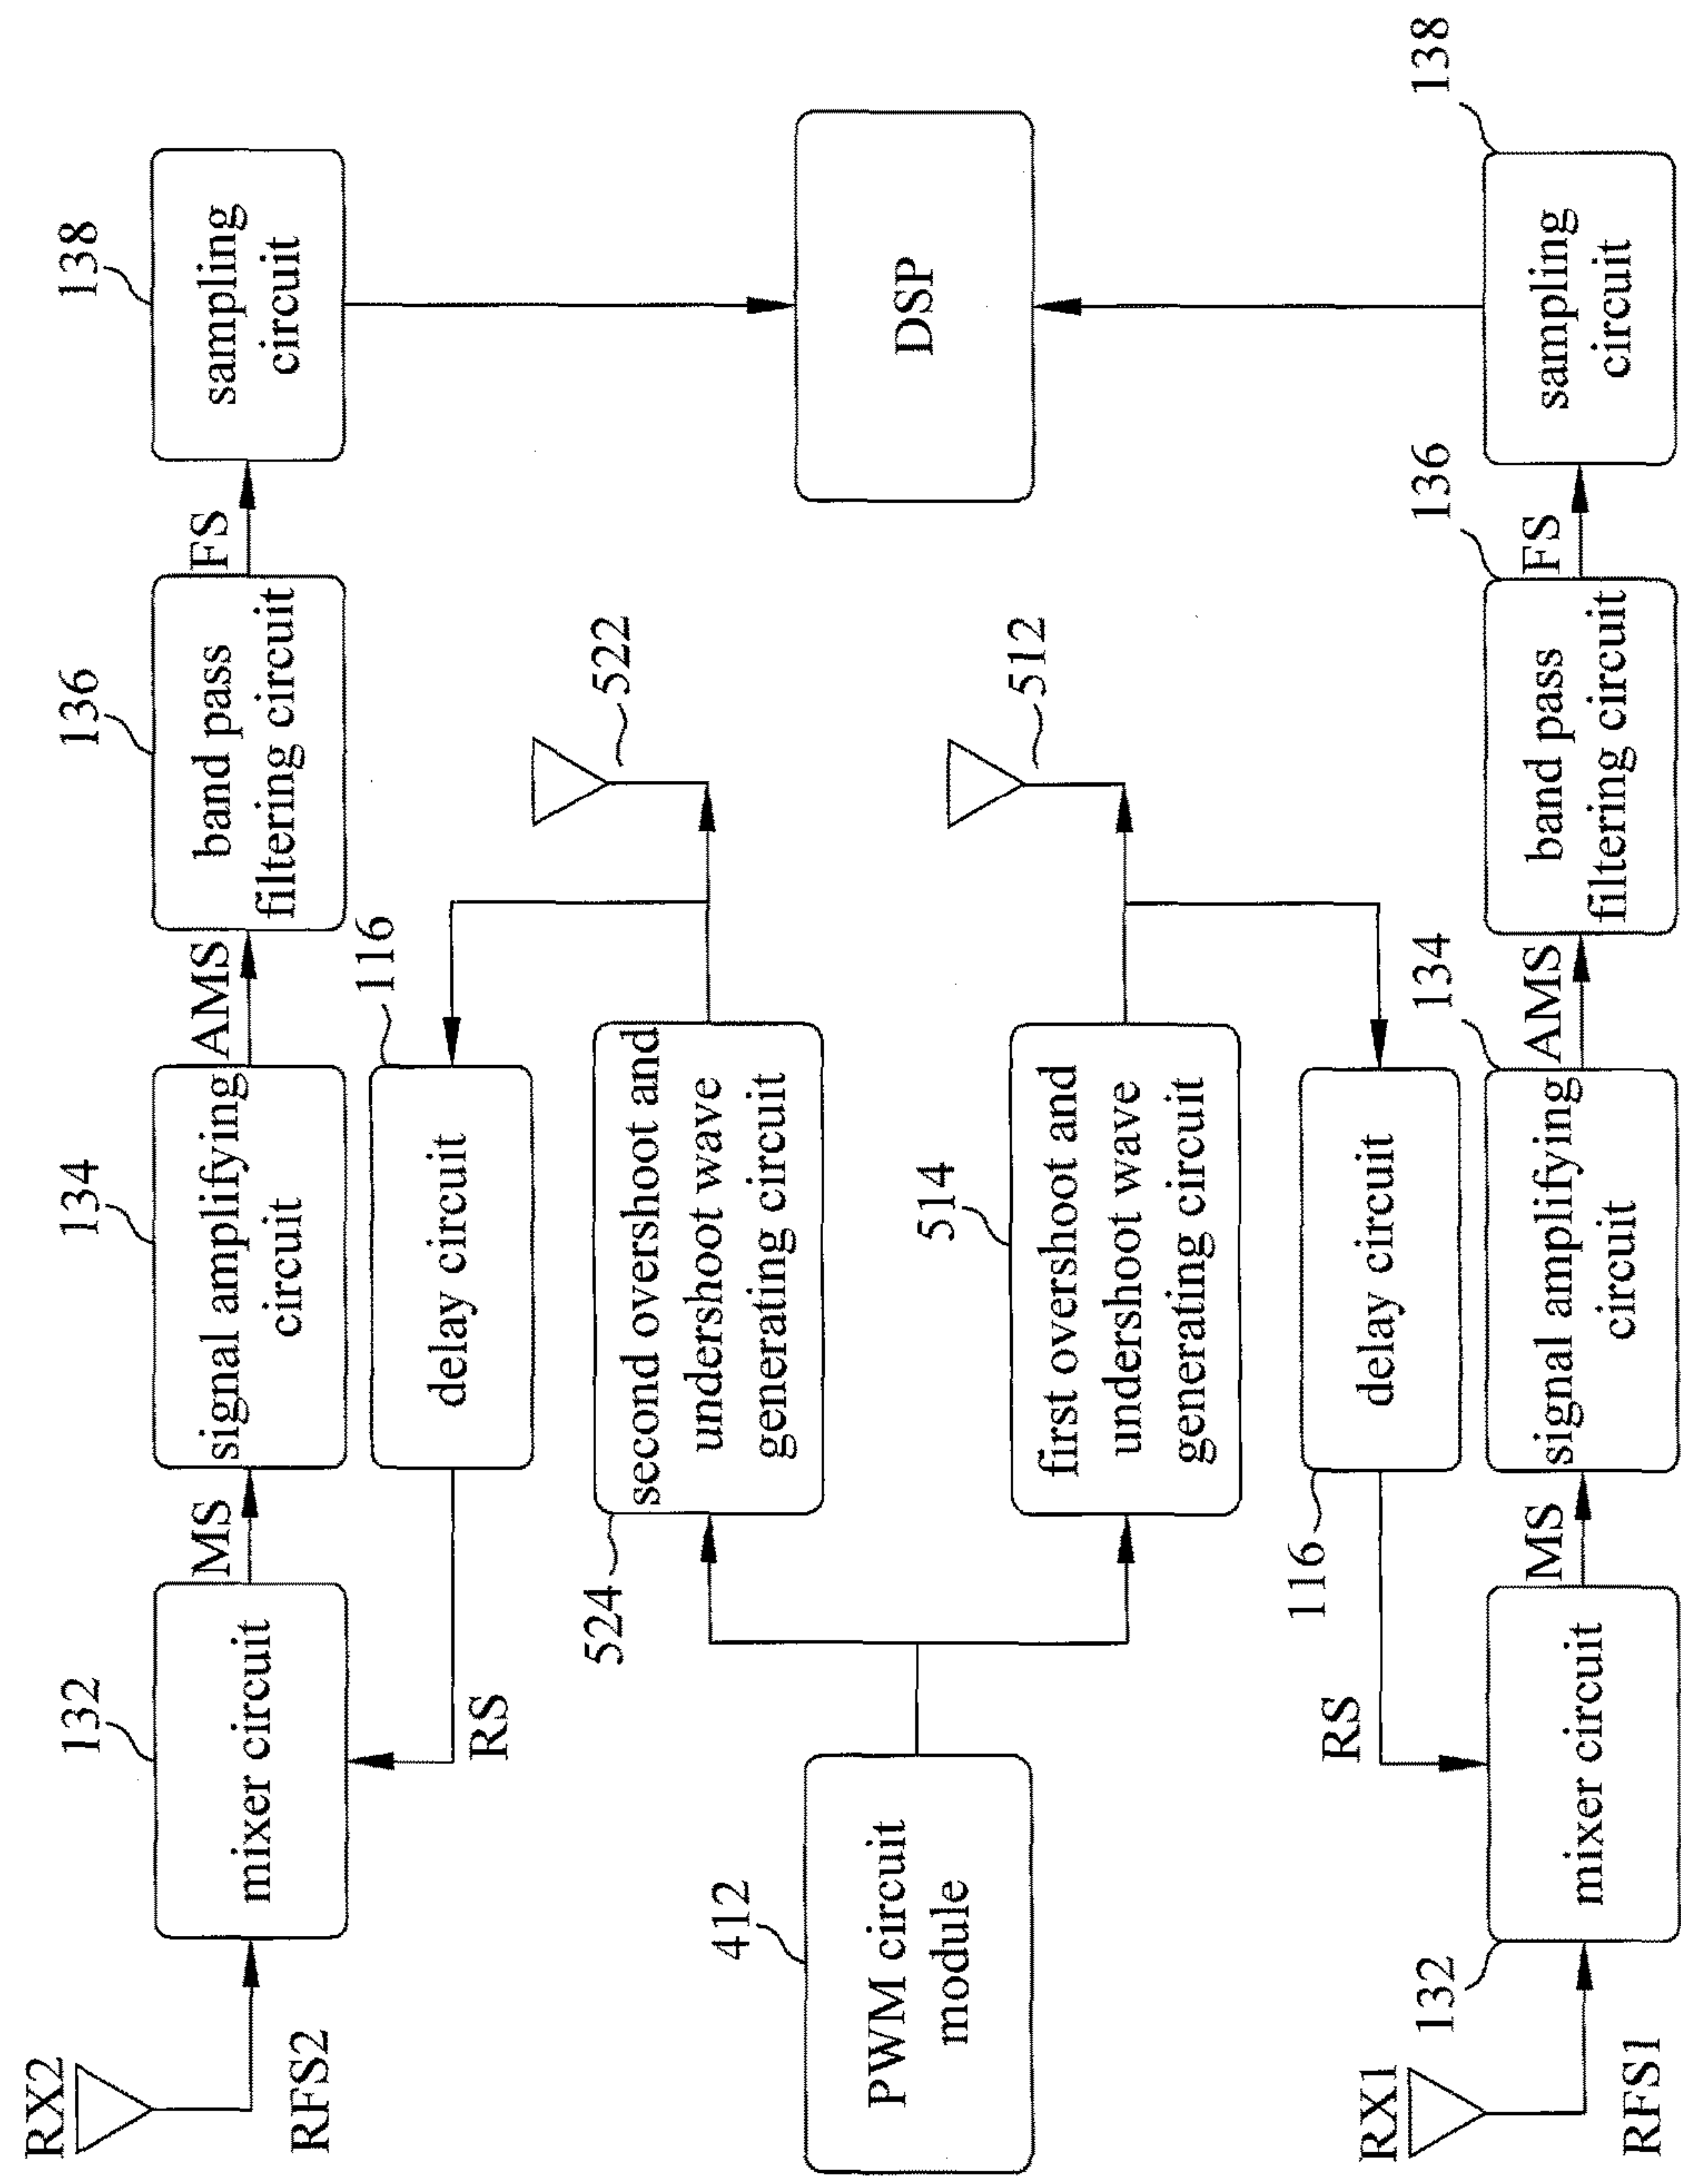 RX2
RFS2
132
mixer circuit
MS
134
signal amplifying
circuit
AMS
136
band pass
filtering circuit
FS
138
sampling
circuit
RS
116
delay circuit
524
second overshoot and
undershoot wave
generating circuit
522
412
PWM circuit
module
DSP
514
first overshoot and
undershoot wave
generating circuit
512
116
delay circuit
RS
RX1
RFS1
132
mixer circuit
MS
134
signal amplifying
circuit
AMS
136
band pass
filtering circuit
FS
138
sampling
circuit